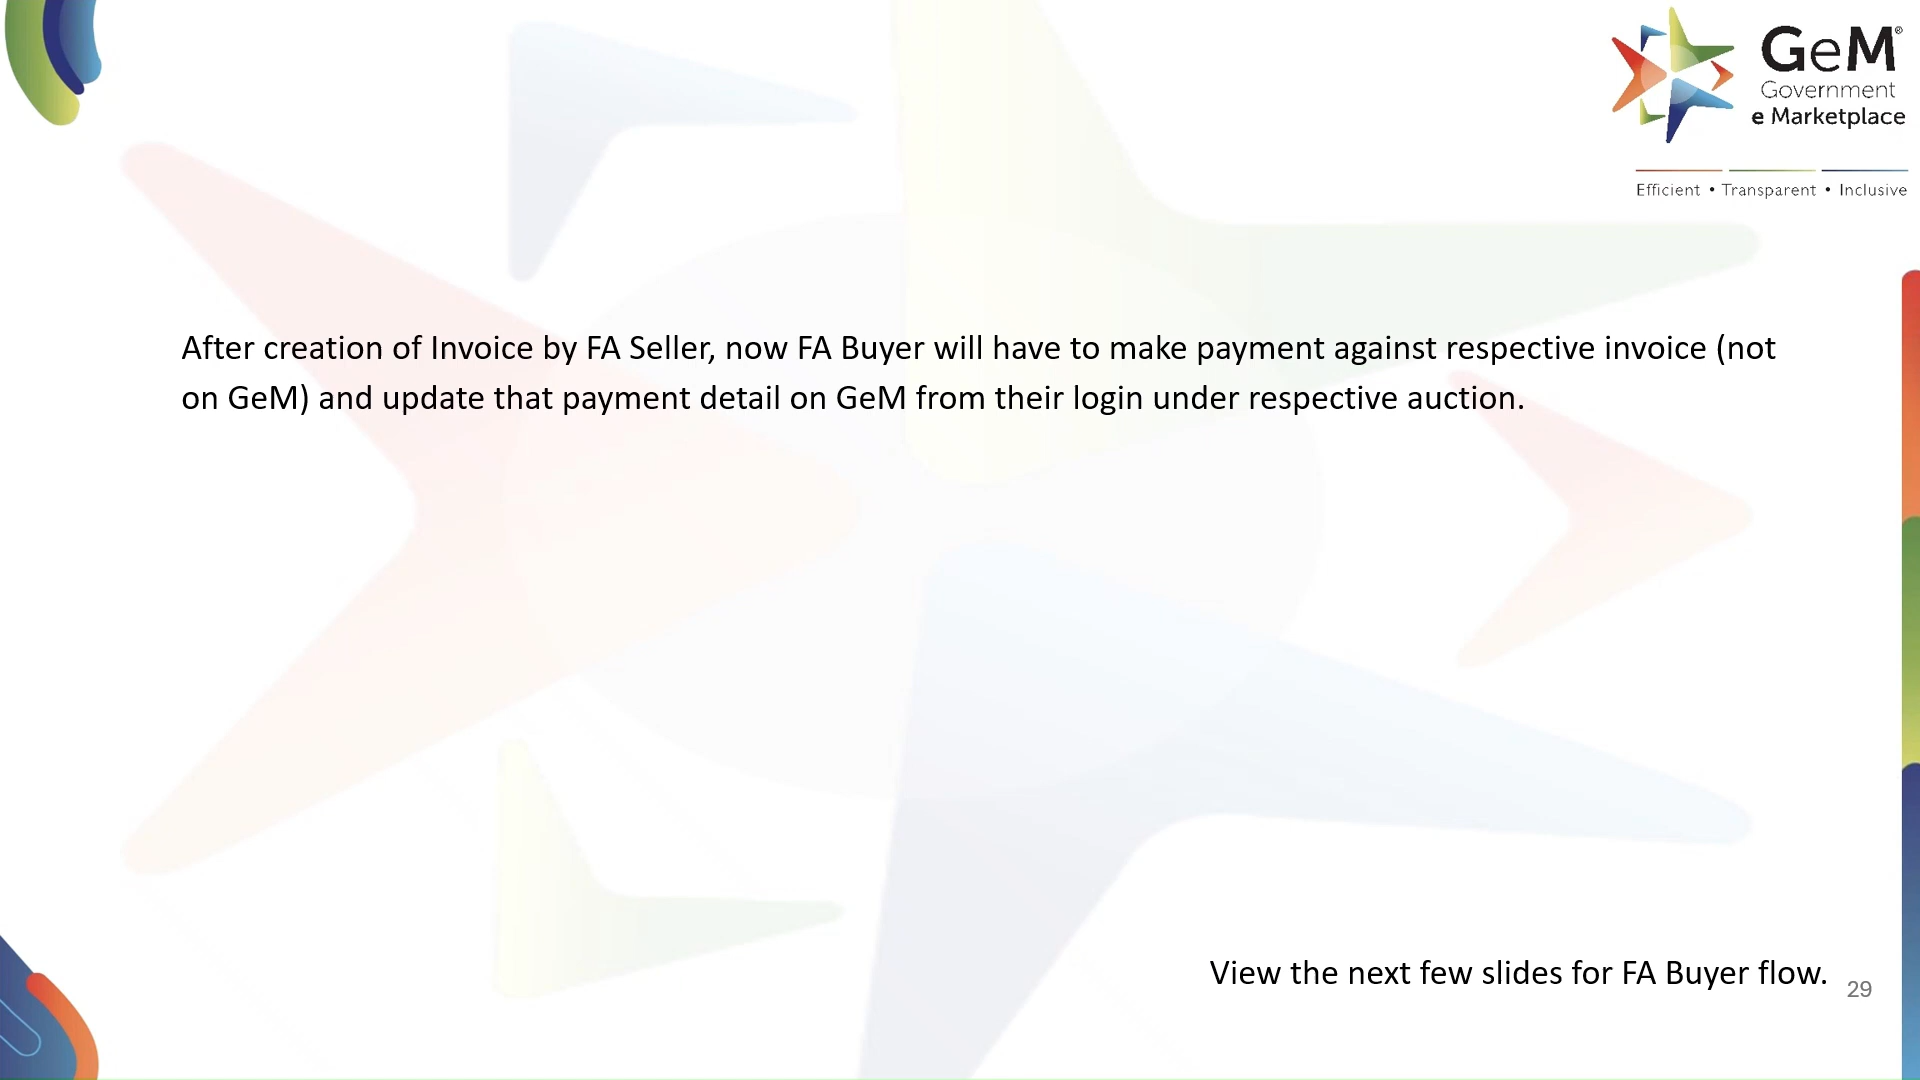 GeM®
Government
e Marketplace
Efficient • Transparent • Inclusive
After creation of Invoice by FA Seller, now FA Buyer will have to make payment against respective invoice (not
on GeM) and update that payment detail on GeM from their login under respective auction.
View the next few slides for FA Buyer flow.
29